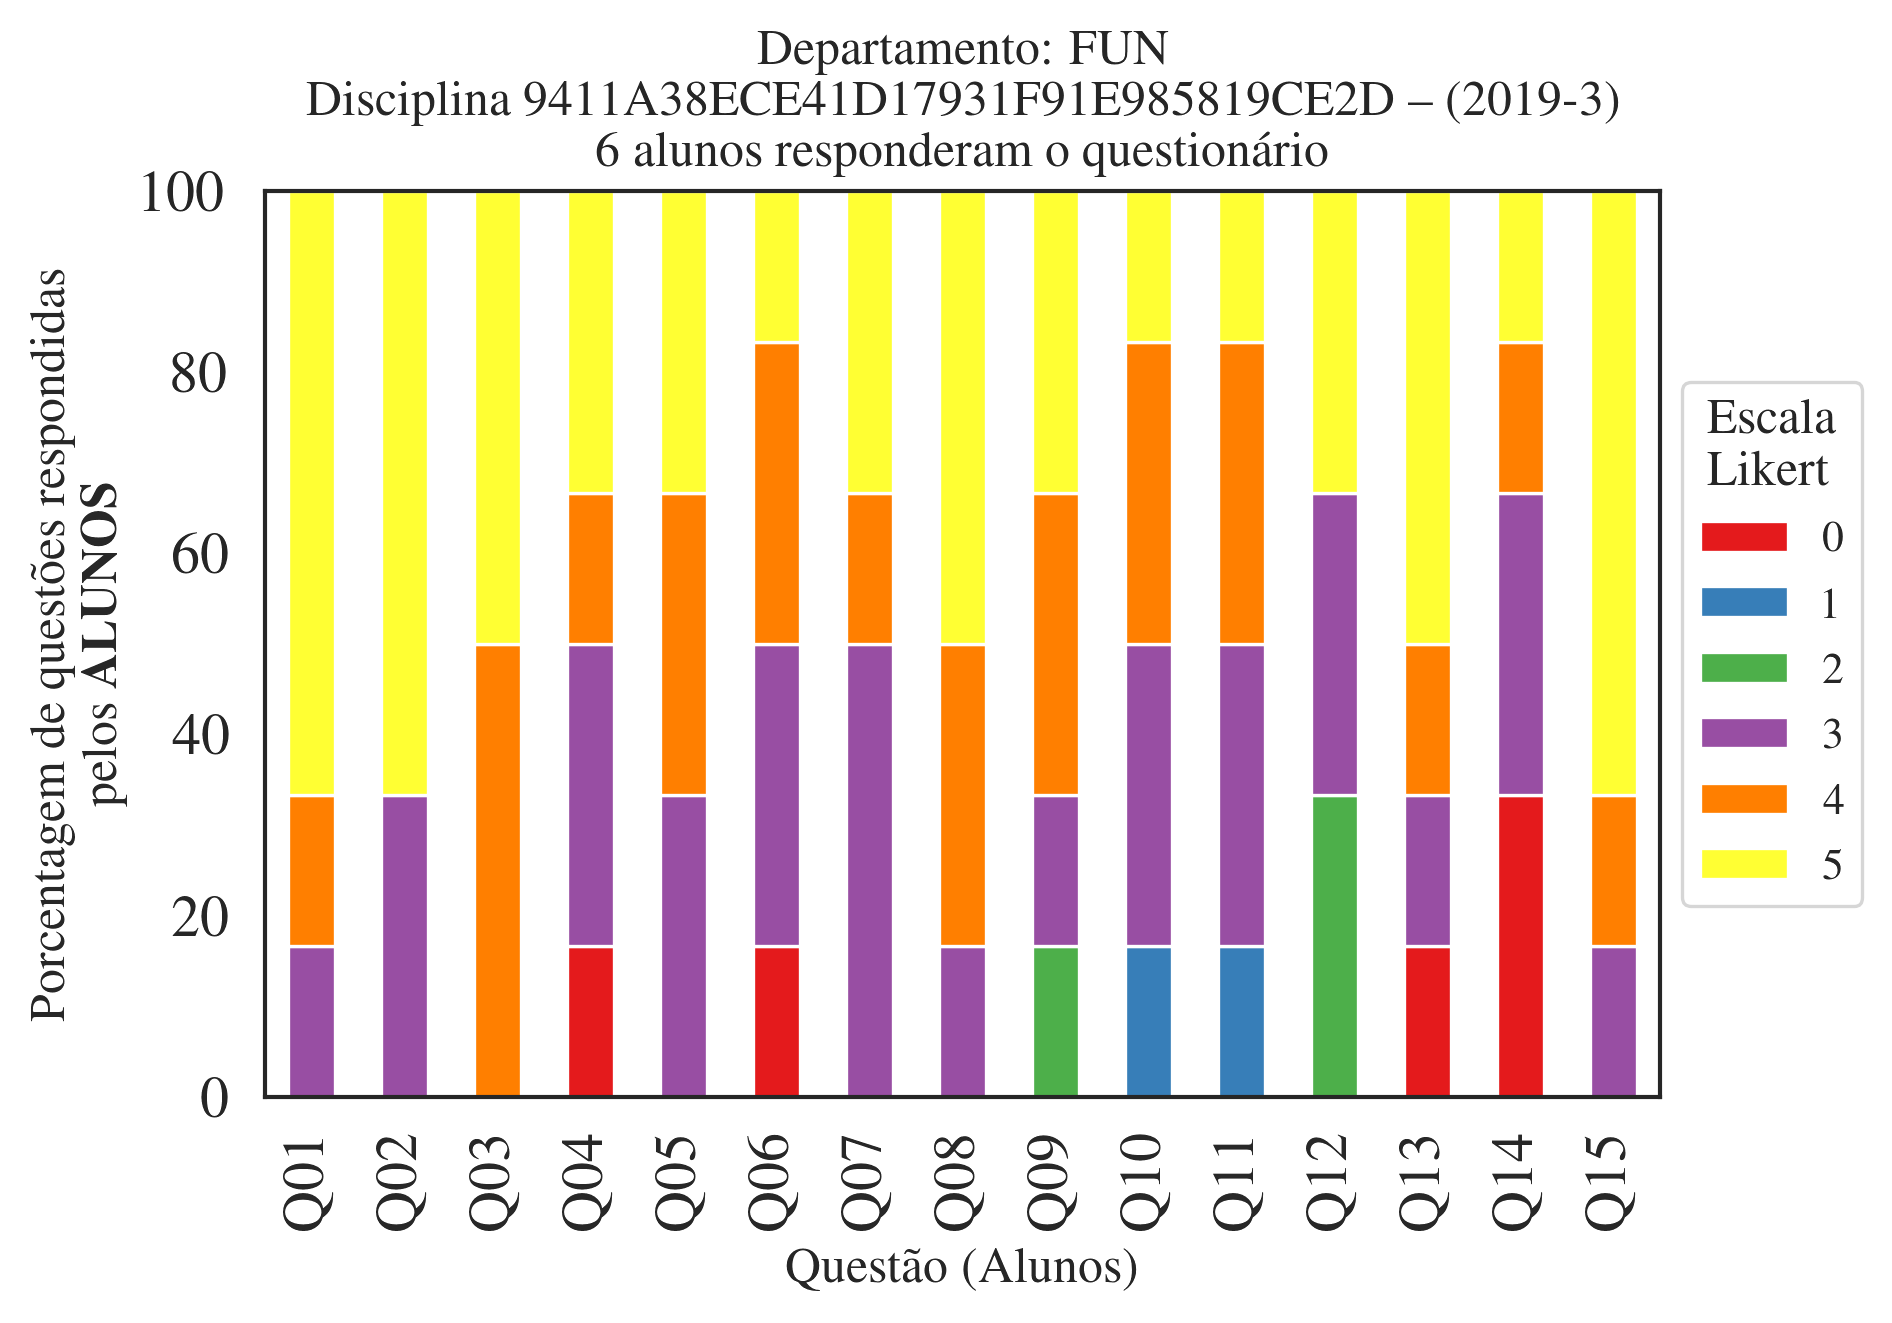 Departamento: FUN
Disciplina 9411A38ECE41D17931F91E985819CE2D – (2019-3)
6 alunos responderam o questionário
Porcentagem de questões respondidas
pelos ALUNOS
100
80
60
40
20
0
Q01
Q02
Q03
Q04
Q05
Q06
Q07
Q08
Q09
Q10
Q11
Q12
Q13
Q14
Q15
Questão (Alunos)
Escala
Likert
0
1
2
3
4
5